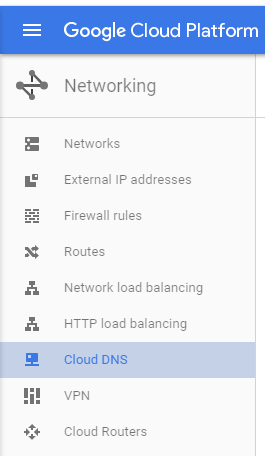 Google Cloud Platform
Networking
Networks
External IP addresses
Firewall rules
Routes
Network load balancing
HTTP load balancing
Cloud DNS
VPN
Cloud Routers